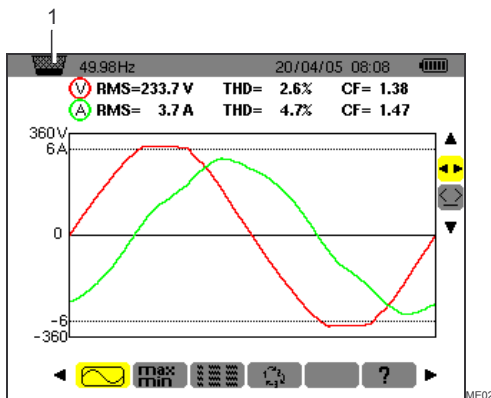 1
49.98Hz 20/04/05 08:08
V RMS=233.7 V THD= 2.6% CF= 1.38
A RMS= 3.7 A THD= 4.7% CF= 1.47
360V
6A
0
-6
-360
max
min
3~
?